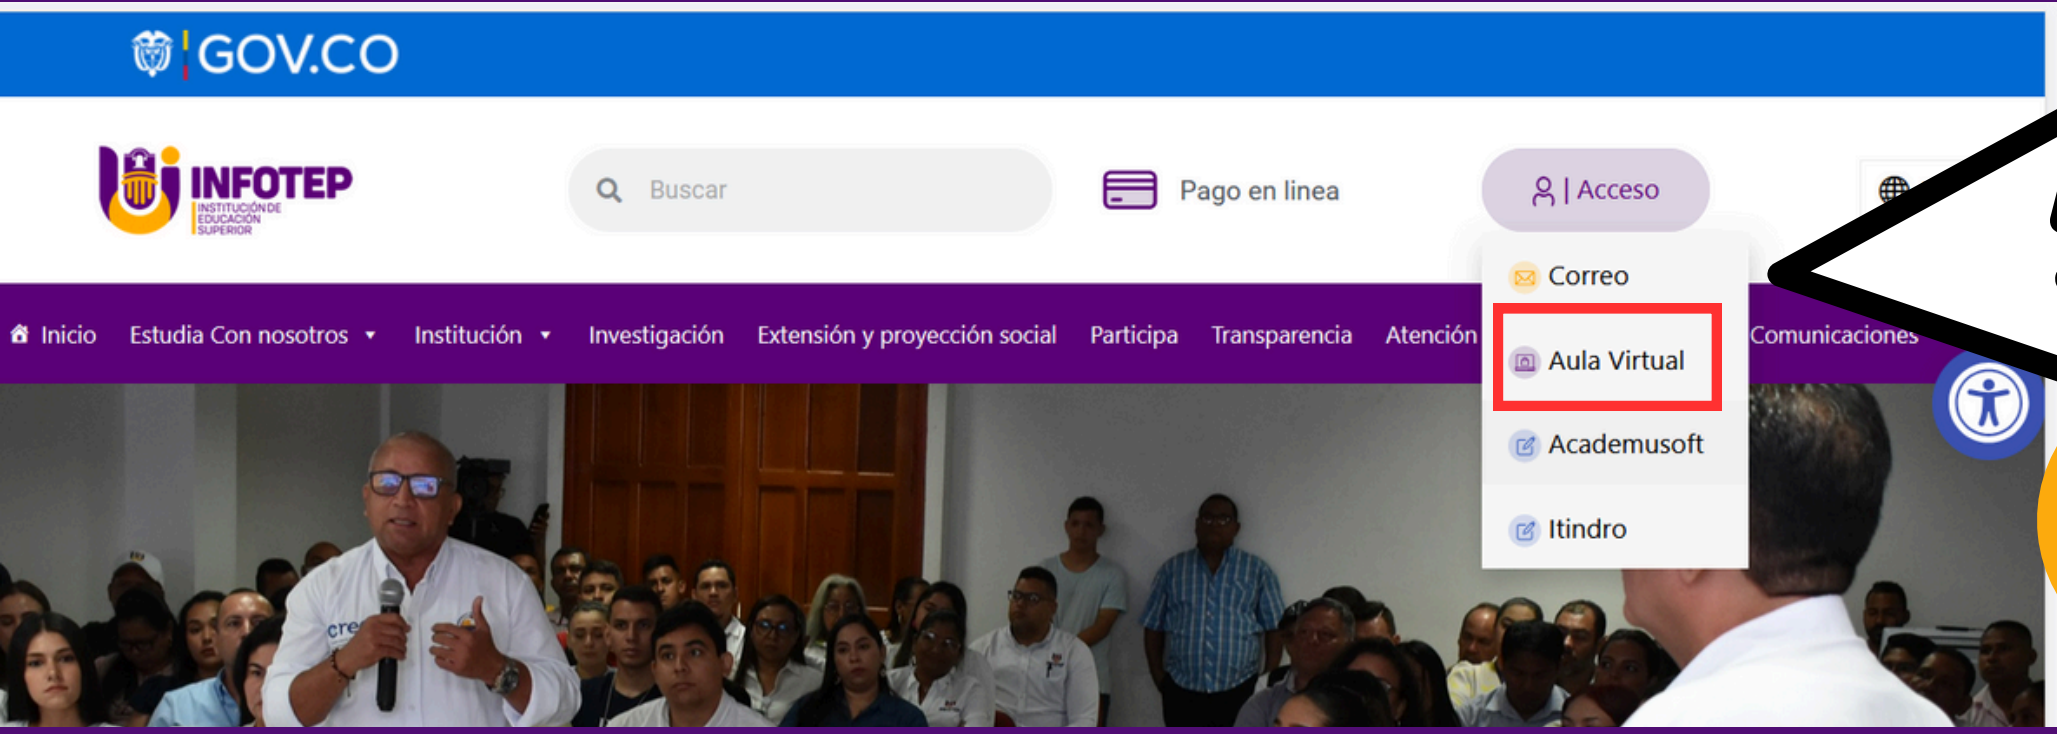 GOV.CO
INFOTEP
INSTITUCIÓN DE
EDUCACIÓN
SUPERIOR
Buscar
Pago en linea
| Acceso
Correo
Aula Virtual
Academusoft
Itindro
Inicio
Estudia Con nosotros
Institución
Investigación
Extensión y proyección social
Participa
Transparencia
Atención
Comunicaciones
cre